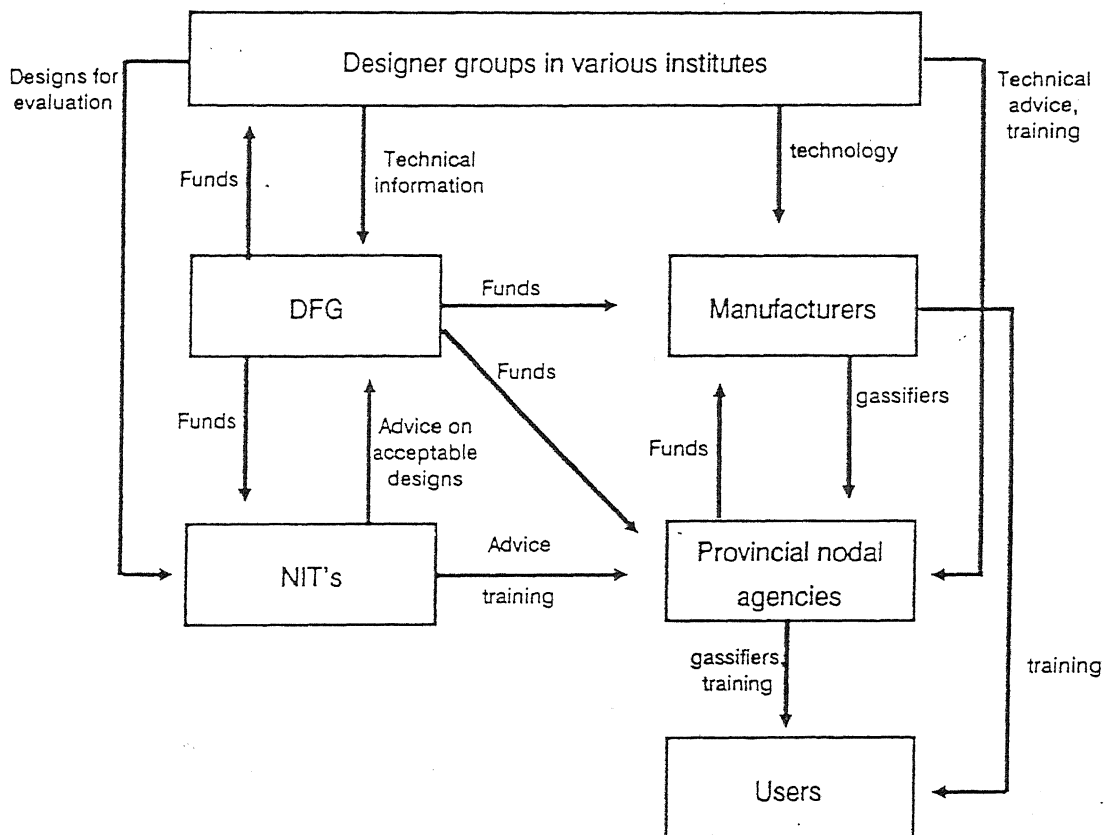 Designer groups in various institutes
Designs for
evaluation
Technical
advice,
training
Funds
Technical
information
technology
DFG
Funds
Manufacturers
Funds
Funds
Advice on
acceptable
designs
Funds
gassifiers
NIT's
Advice
training
Provincial nodal
agencies
gassifiers,
training
training
Users